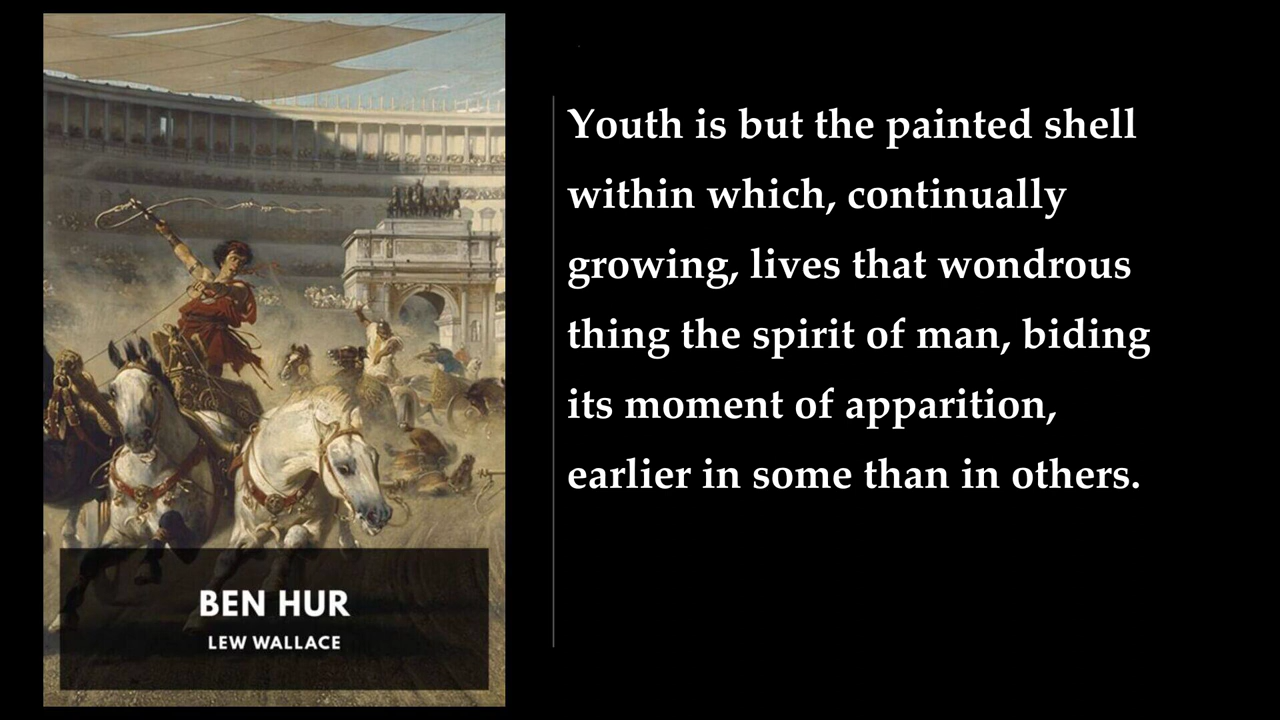 BEN HUR
LEW WALLACE
Youth is but the painted shell
within which, continually
growing, lives that wondrous
thing the spirit of man, biding
its moment of apparition,
earlier in some than in others.